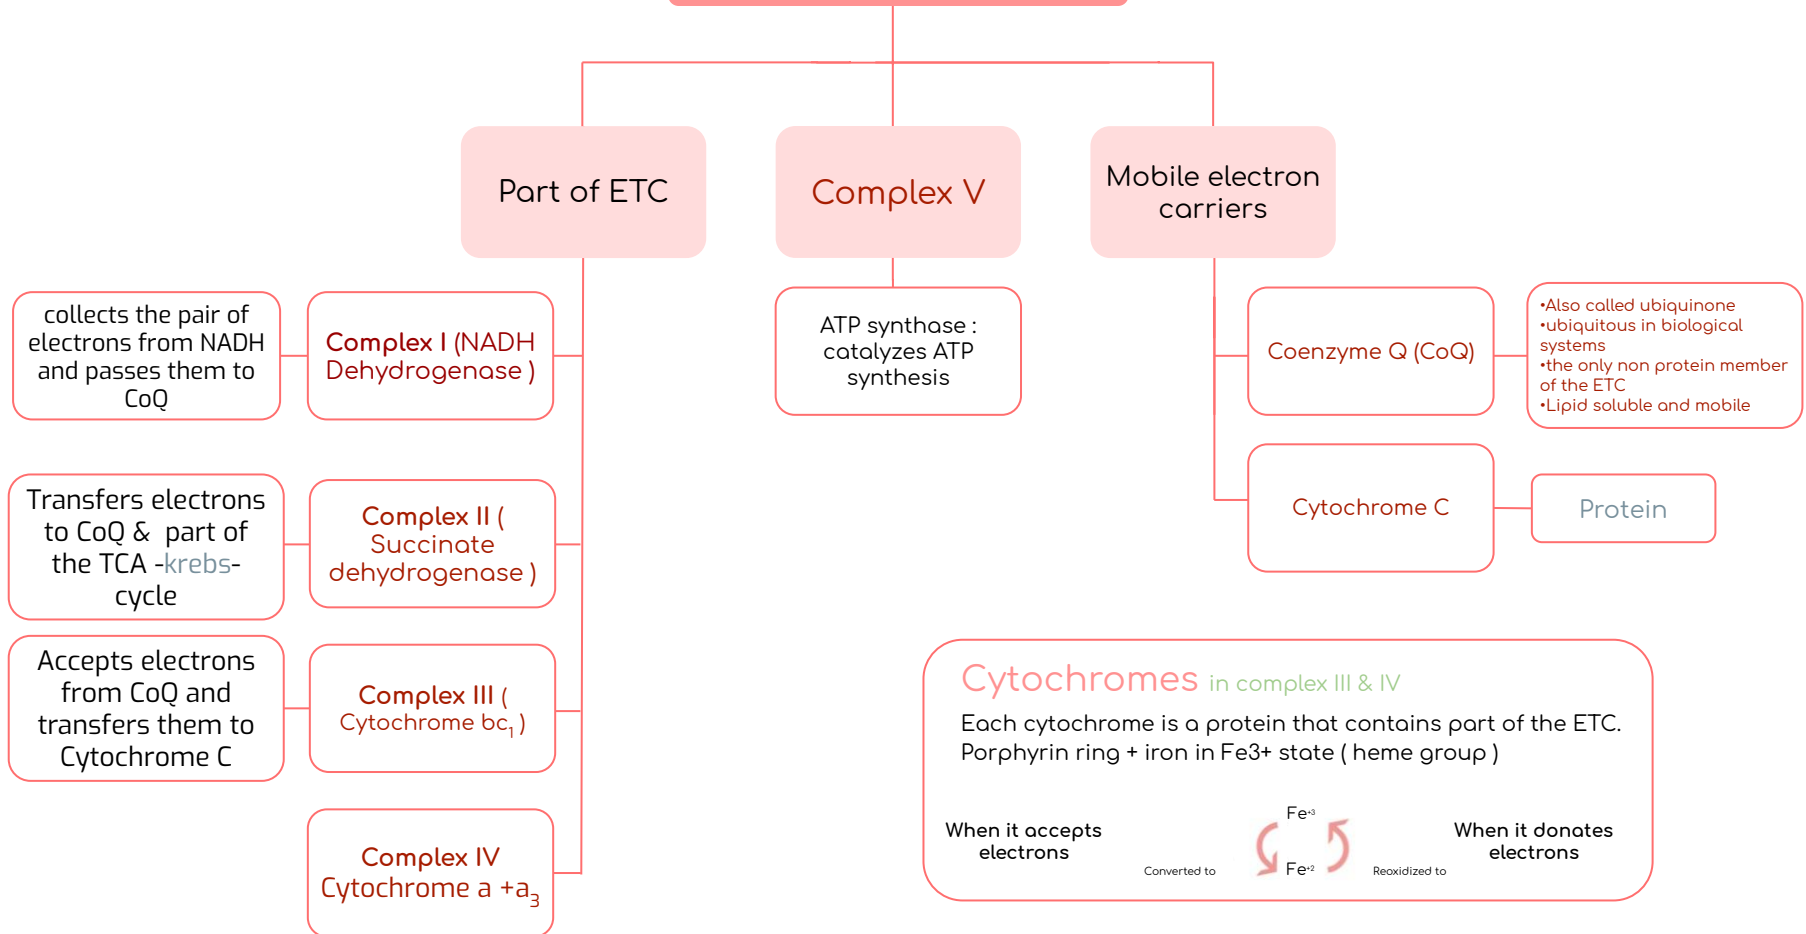 Part of ETC
Complex V
Mobile electron
carriers
collects the pair of
electrons from NADH
and passes them to
CoQ
Complex I (NADH
Dehydrogenase )
ATP synthase :
catalyzes ATP
synthesis
Coenzyme Q (CoQ)
•Also called ubiquinone
•ubiquitous in biological
systems
•the only non protein member
of the ETC
•Lipid soluble and mobile
Transfers electrons
to CoQ & part of
the TCA -krebs-
cycle
Complex II (
Succinate
dehydrogenase )
Cytochrome C
Protein
Accepts electrons
from CoQ and
transfers them to
Cytochrome C
Complex III (
Cytochrome bc₁ )
Complex IV
Cytochrome a +a₃
Cytochromes in complex III & IV
Each cytochrome is a protein that contains part of the ETC.
Porphyrin ring + iron in Fe3+ state ( heme group )
When it accepts
electrons
Converted to
Fe⁺³
Fe⁺²
Reoxidized to
When it donates
electrons